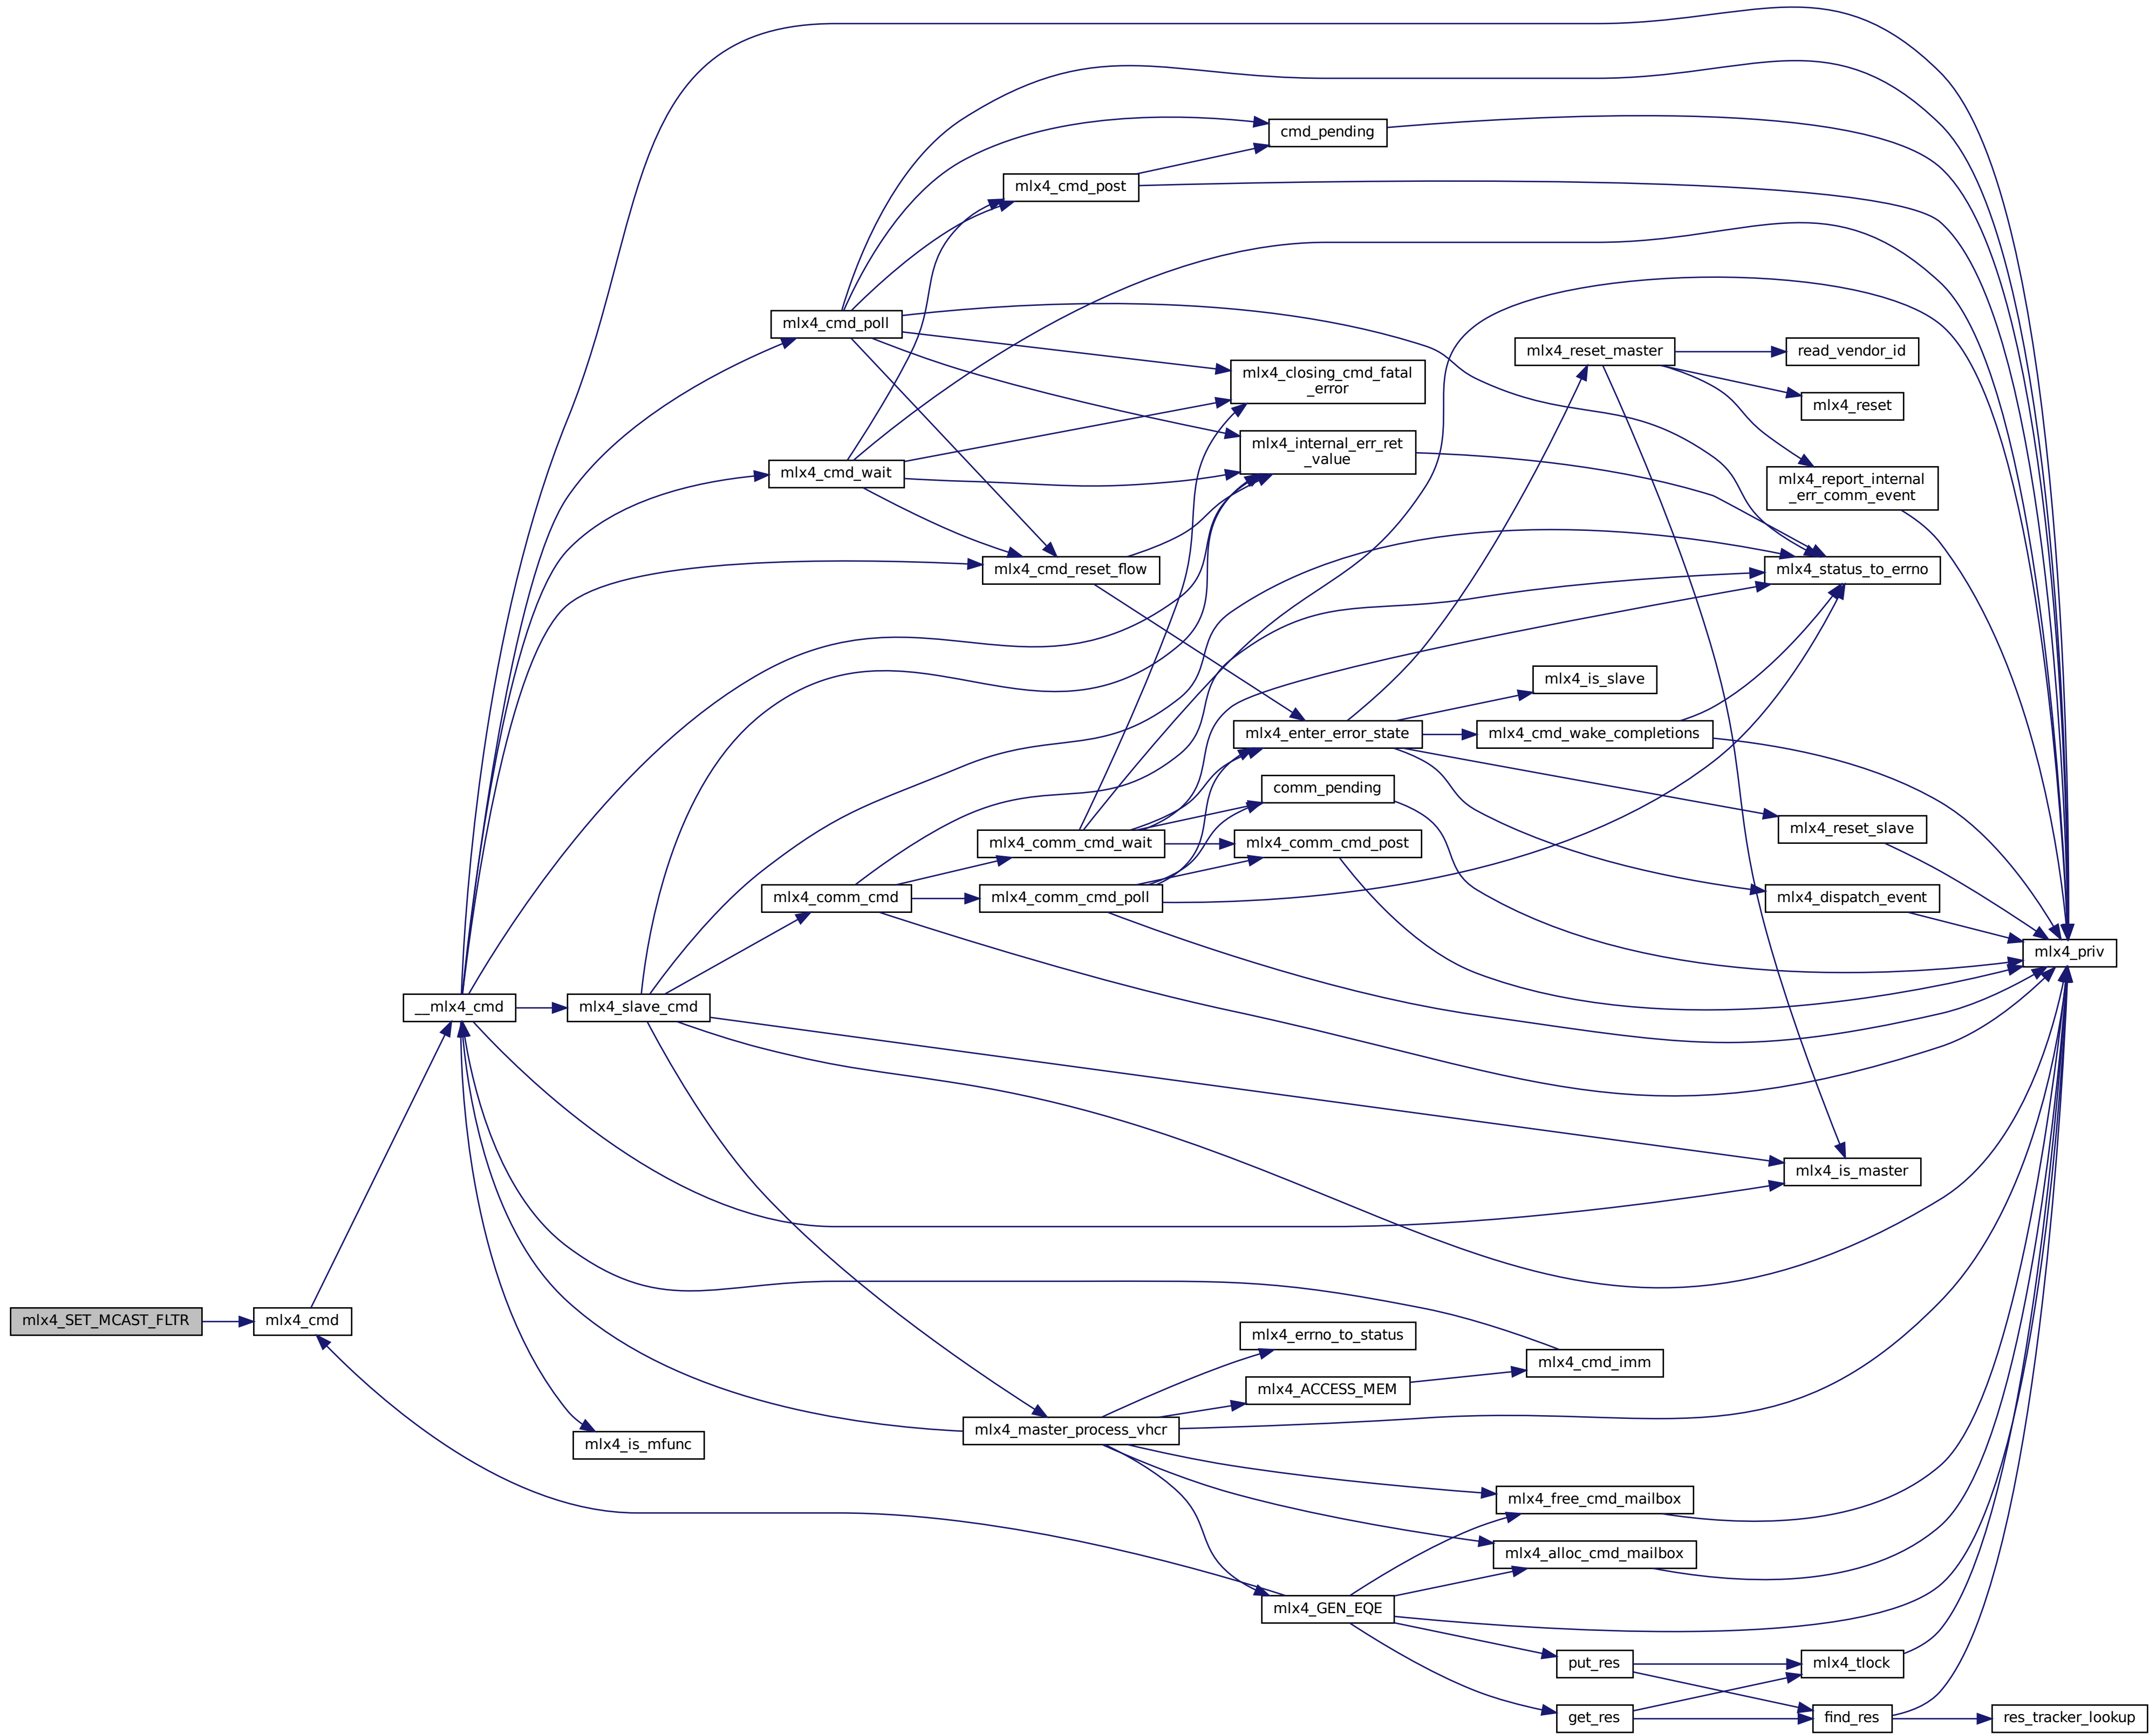 cmd_pending
mlx4_cmd_post
mlx4_cmd_poll
mlx4_reset_master
read_vendor_id
mlx4_closing_cmd_fatal
_error
mlx4_reset
mlx4_internal_err_ret
_value
mlx4_cmd_wait
mlx4_report_internal
_err_comm_event
mlx4_cmd_reset_flow
mlx4_status_to_errno
mlx4_is_slave
mlx4_enter_error_state
mlx4_cmd_wake_completions
comm_pending
mlx4_reset_slave
mlx4_comm_cmd_wait
mlx4_comm_cmd_post
mlx4_comm_cmd
mlx4_comm_cmd_poll
mlx4_dispatch_event
mlx4_priv
__mlx4_cmd
mlx4_slave_cmd
mlx4_is_master
mlx4_SET_MCAST_FLTR
mlx4_cmd
mlx4_errno_to_status
mlx4_cmd_imm
mlx4_ACCESS_MEM
mlx4_master_process_vhcr
mlx4_is_mfunc
mlx4_free_cmd_mailbox
mlx4_alloc_cmd_mailbox
mlx4_GEN_EQE
put_res
mlx4_tlock
get_res
find_res
res_tracker_lookup